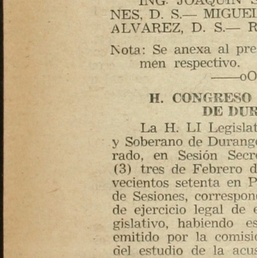 ING. JOAQUIN S
NES, D. S.— MIGUEL
ALVAREZ, D. S.— R
Nota: Se anexa al pre
men respectivo.
——oO
H. CONGRESO
DE DUR
La H. LI Legislat
y Soberano de Durang
rado, en Sesión Secre
(3) tres de Febrero d
vecientos setenta en P
de Sesiones, correspon
de ejercicio legal de e
gislativo, habiendo es
emitido por la comisi
del estudio de la acus